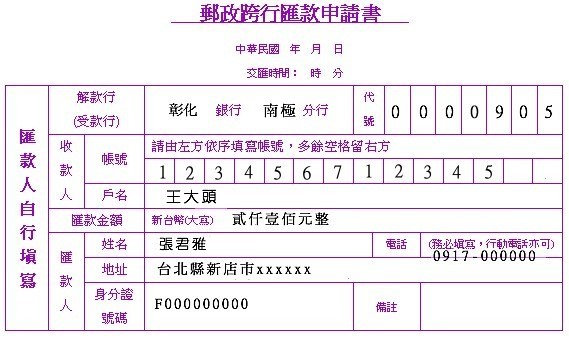 郵政跨行匯款申請書
中華民國 年 月 日
交匯時間： 時 分
匯款人自行填寫
解款行
(受款行)
彰化 銀行 南極 分行
代號
0 0 0 0 9 0 5
收款人
帳號
請由左方依序填寫帳號，多餘空格留右方
1 2 3 4 5 6 7 1 2 3 4 5
戶名
王大頭
匯款金額
新台幣(大寫) 貳仟壹佰元整
匯款人
姓名
張君雅
電話
(務必填寫，行動電話亦可)
0917-000000
地址
台北縣新店市xxxxxx
身分證
號碼
F000000000
備註